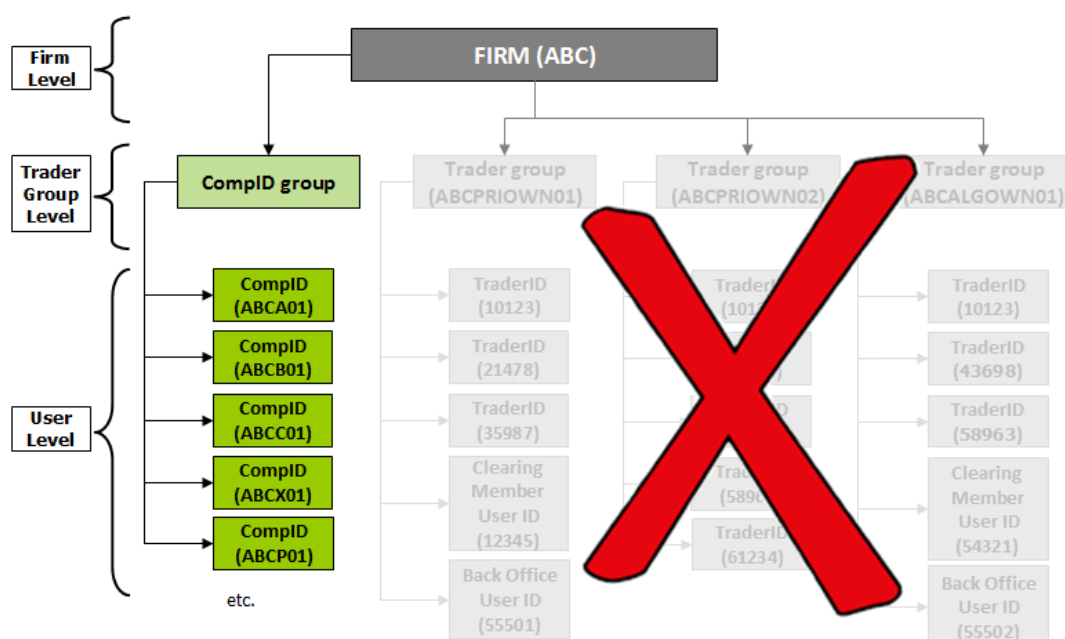 Firm
Level
FIRM (ABC)
Trader
Group
Level
CompID group
Trader group
(ABCPRIOWN01)
Trader group
(ABCPRIOWN02)
Trader group
(ABCALGOWN01)
User
Level
CompID
(ABCA01)
CompID
(ABCB01)
CompID
(ABCC01)
CompID
(ABCX01)
CompID
(ABCP01)
etc.
TraderID
(10123)
TraderID
(21478)
TraderID
(35987)
Clearing
Member
User ID
(12345)
Back Office
User ID
(55501)
TraderID
TraderID
(61234)
TraderID
(10123)
TraderID
(43698)
TraderID
(58963)
Clearing
Member
User ID
(54321)
Back Office
User ID
(55502)